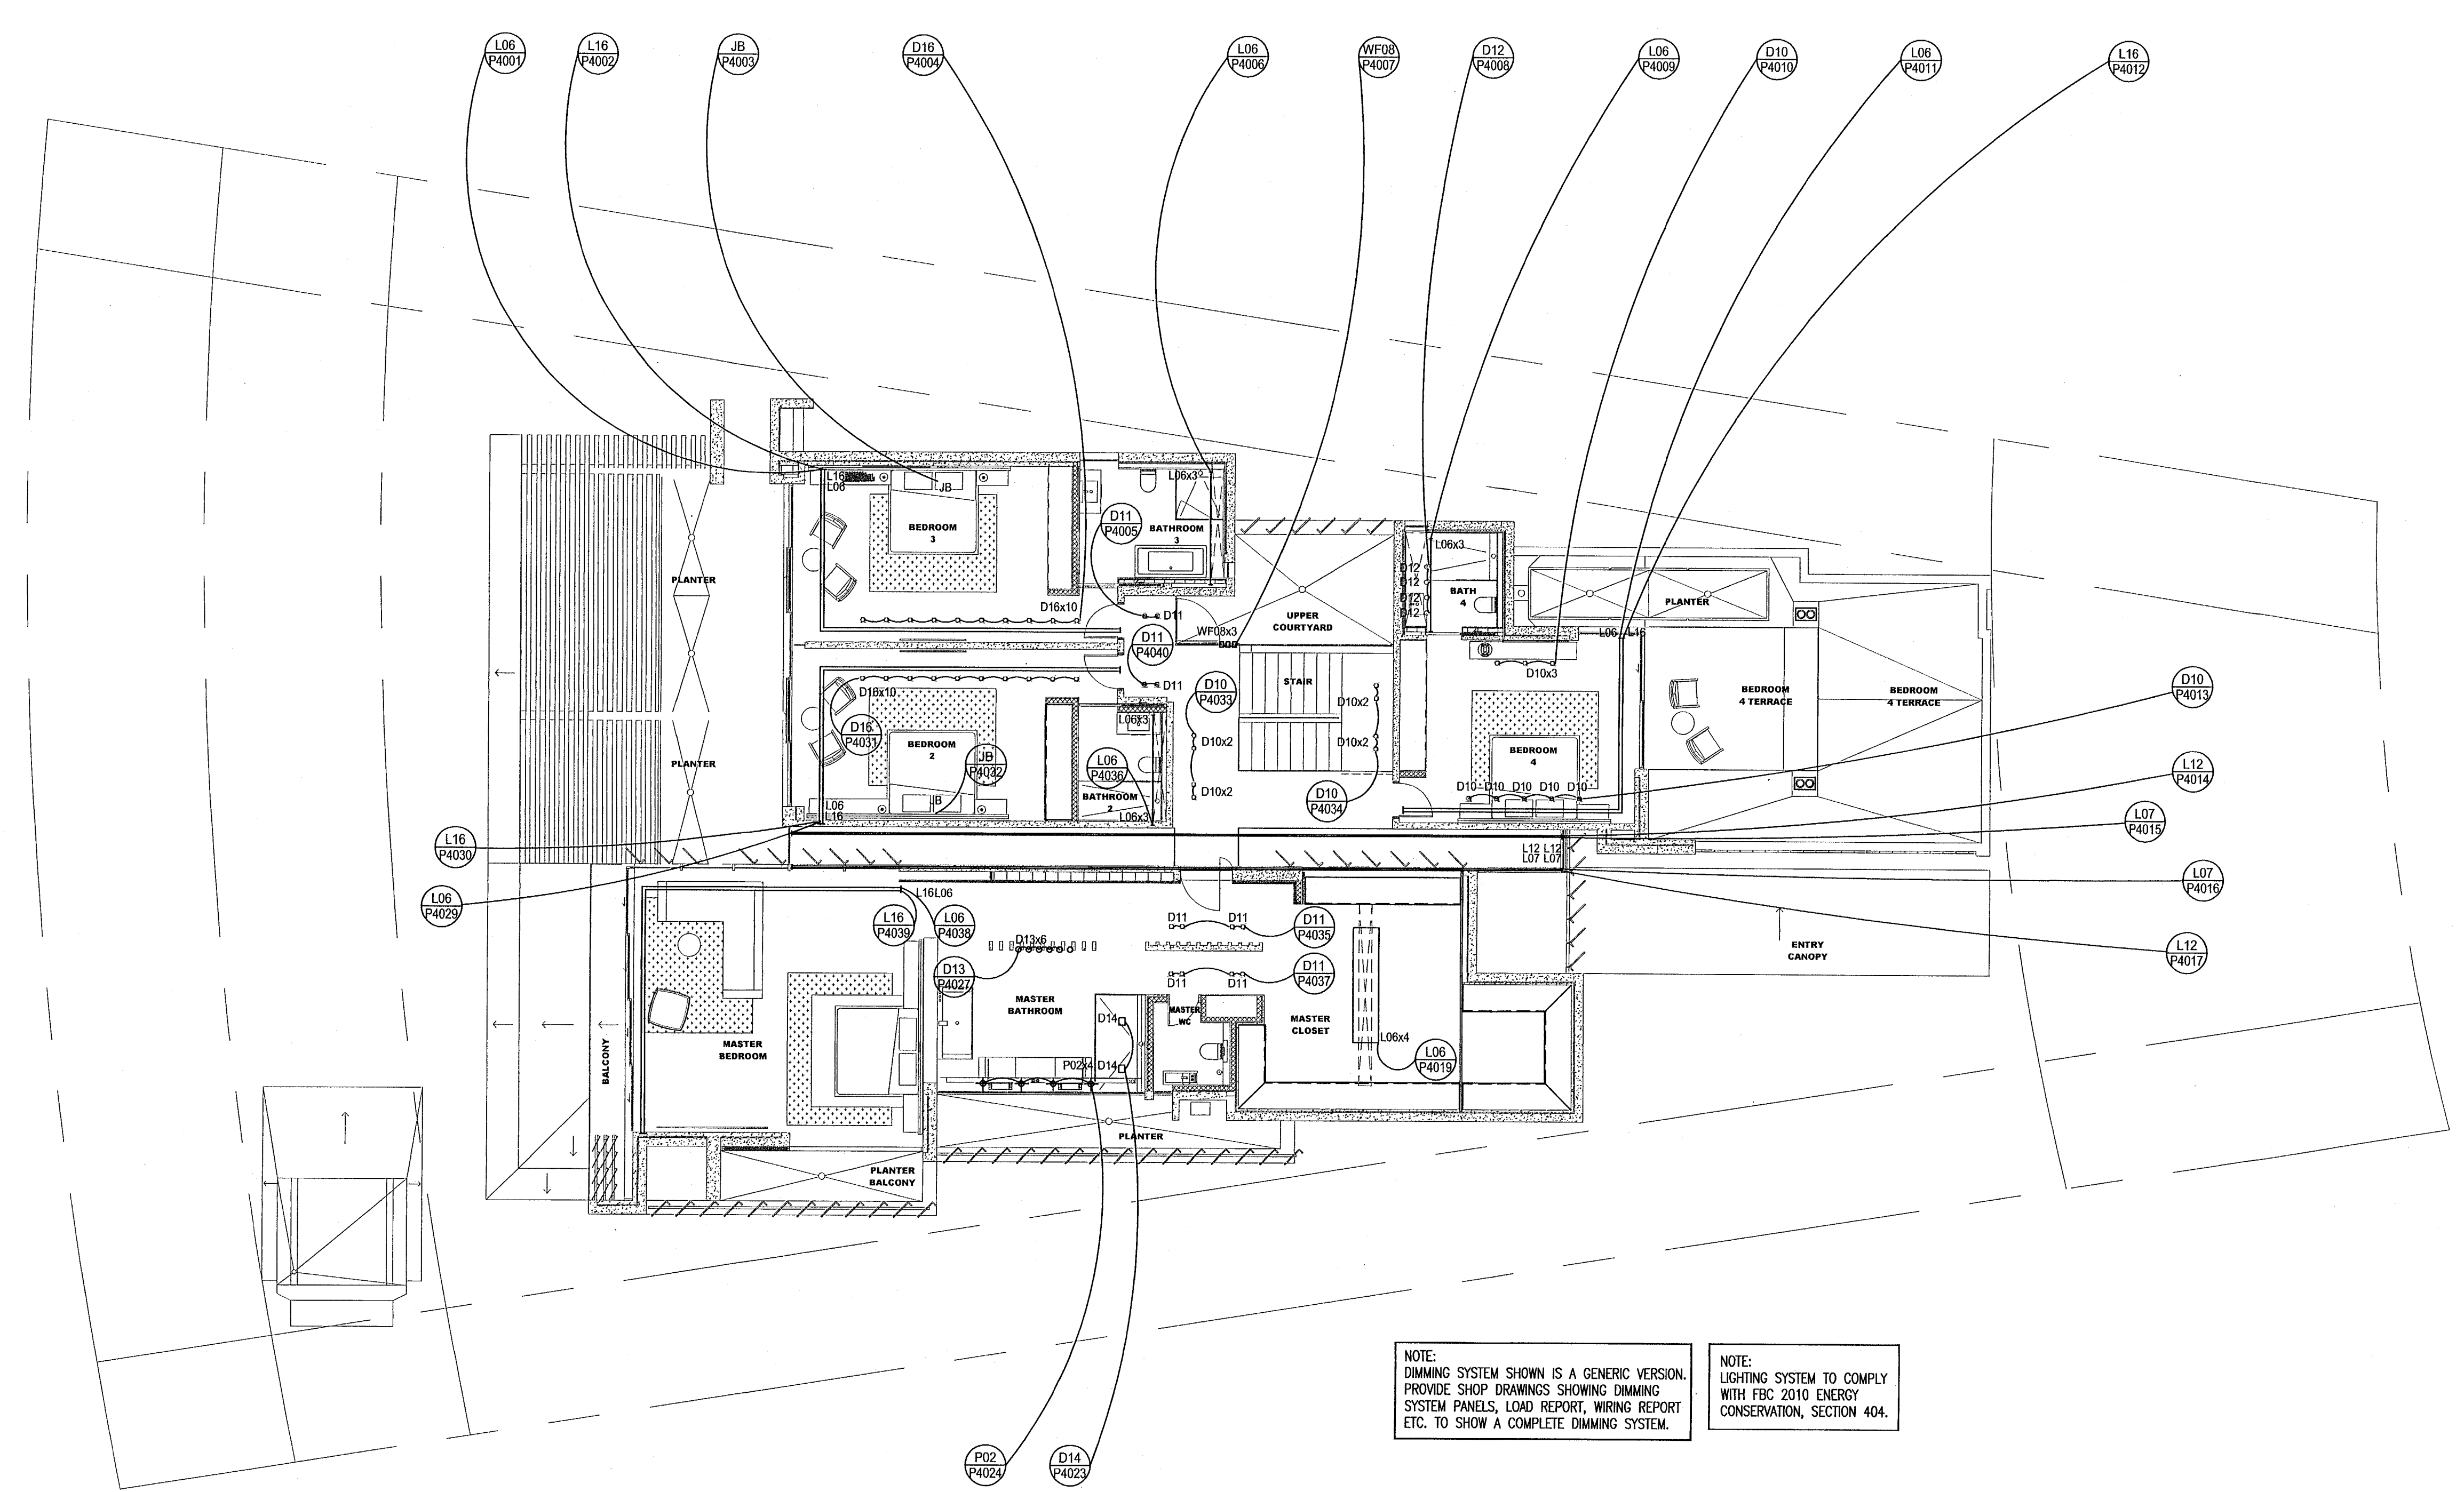 L06
P4001
L16
P4002
JB
P4003
D16
P4004
L06
P4006
WF08
P4007
D12
P4008
L06
P4009
D10
P4010
L06
P4011
L16
P4012
L16
L06
JB
BEDROOM
3
D16x10
L06x3
D11
P4005
BATHROOM
3
D11
D11
P4040
D11
WF08x3
UPPER
COURTYARD
L06x3
D12
D12
D12
D12
BATH
4
PLANTER
L06
L16
PLANTER
D10x3
STAIR
D10
P4033
D10x2
D10x2
D10x2
D10x2
D10
P4034
BEDROOM
4 TERRACE
BEDROOM
4 TERRACE
D10
P4013
D16x10
D16
P4031
BEDROOM
2
JB
P4032
JB
L06
L16
L06x3
L06
P4036
BATHROOM
2
L06x3
PLANTER
BEDROOM
4
D10
D10
D10
D10
D10
L12
P4014
L07
P4015
L16
P4030
L12 L12
L07 L07
L07
P4016
L06
P4029
L16L06
L16
P4039
L06
P4038
D13x6
D13
P4027
D11
D11
D11
P4035
D11
D11
D11
P4037
L12
P4017
ENTRY
CANOPY
MASTER
BATHROOM
MASTER
WC
MASTER
CLOSET
D14
D14
P02x4
L06x4
L06
P4019
MASTER
BEDROOM
BALCONY
PLANTER
PLANTER
BALCONY
NOTE:
DIMMING SYSTEM SHOWN IS A GENERIC VERSION.
PROVIDE SHOP DRAWINGS SHOWING DIMMING
SYSTEM PANELS, LOAD REPORT, WIRING REPORT
ETC. TO SHOW A COMPLETE DIMMING SYSTEM.
NOTE:
LIGHTING SYSTEM TO COMPLY
WITH FBC 2010 ENERGY
CONSERVATION, SECTION 404.
P02
P4024
D14
P4023